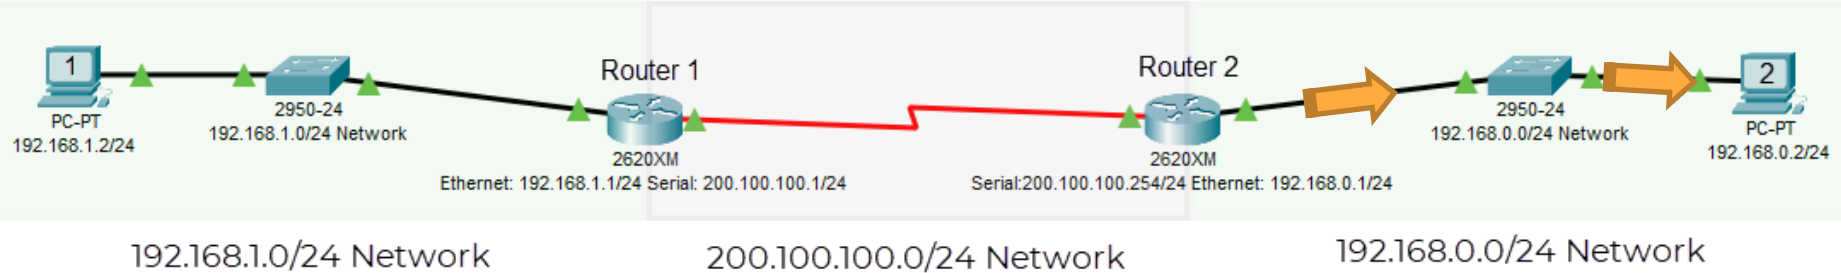 1
PC-PT
192.168.1.2/24
2950-24
192.168.1.0/24 Network
Router 1
2620XM
Ethernet: 192.168.1.1/24 Serial: 200.100.100.1/24
Router 2
2620XM
Serial:200.100.100.254/24 Ethernet: 192.168.0.1/24
2950-24
192.168.0.0/24 Network
2
PC-PT
192.168.0.2/24
192.168.1.0/24 Network
200.100.100.0/24 Network
192.168.0.0/24 Network